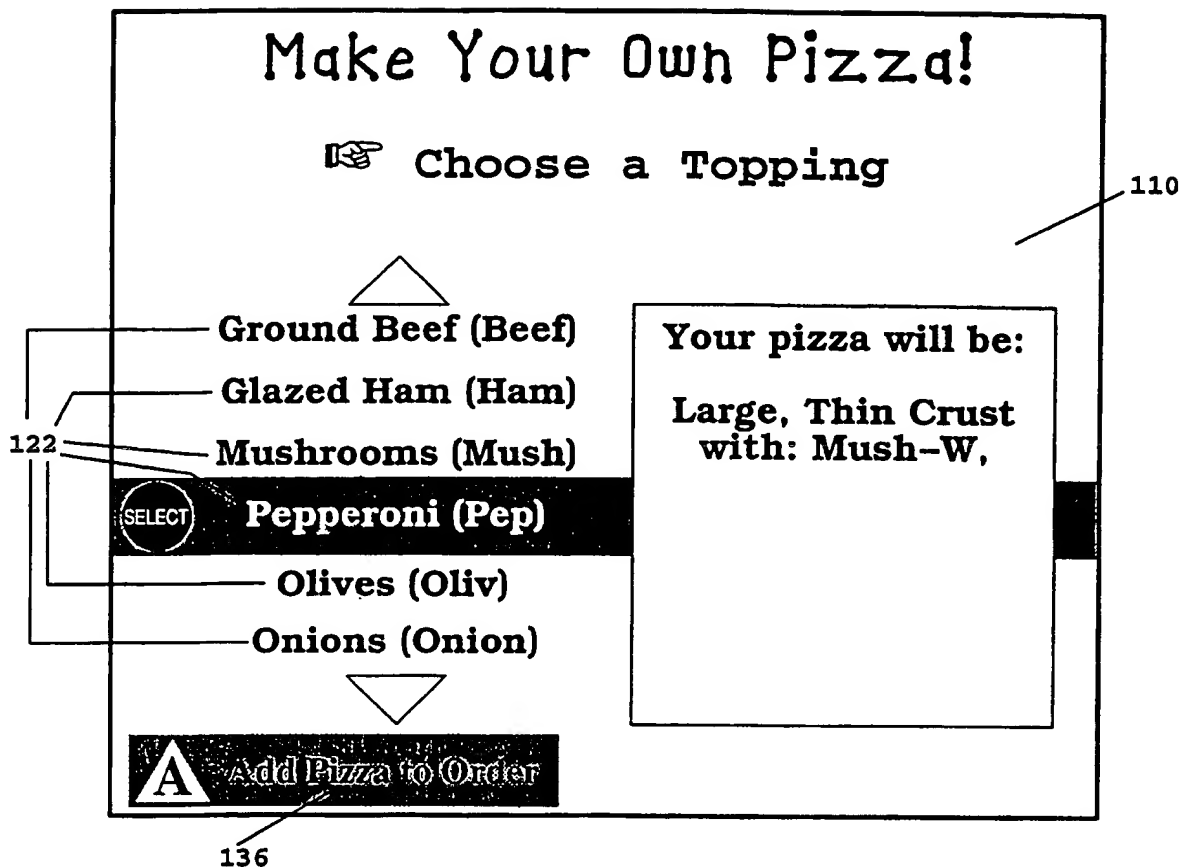 Make Your Own Pizza!
☞ Choose a Topping
110
Ground Beef (Beef)
Glazed Ham (Ham)
122
Mushrooms (Mush)
SELECT
Pepperoni (Pep)
Olives (Oliv)
Onions (Onion)
Your pizza will be:
Large, Thin Crust
with: Mush-W,
A
Add Pizza to Order
136